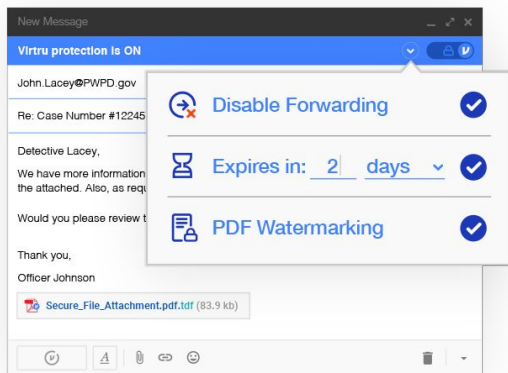 New Message
Virtru protection is ON
John.Lacey@PWPD.gov
Re: Case Number #12245
Detective Lacey,
We have more information
the attached. Also, as
Would you please review
Thank you,
Officer Johnson
Secure_File_Attachment.pdf.tdf (83.9 kb)
A
Disable Forwarding
Expires in: 2 days
PDF Watermarking